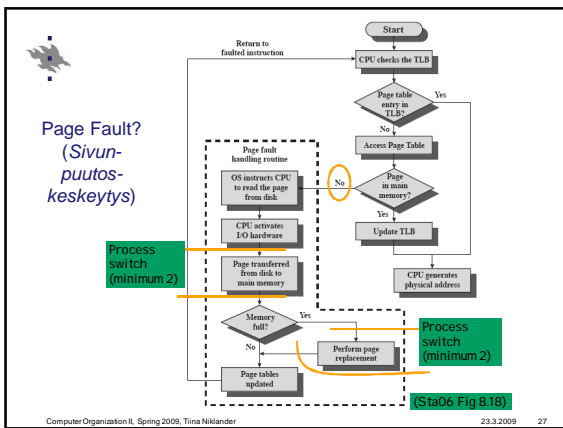 Page Fault?
(Sivun-
puutos-
keskeytys)
Start
Return to
faulted instruction
CPU checks the TLB
Page table
entry in
TLB?
Yes
No
Access Page Table
Page fault
handling routine
OS instructs CPU
to read the page
from disk
No
Page
in main
memory?
Yes
CPU activates
I/O hardware
Update TLB
Process
switch
(minimum 2)
Page transferred
from disk to
main memory
CPU generates
physical address
Memory
full?
Yes
Process
switch
(minimum 2)
No
Perform page
replacement
Page tables
updated
(Sta06 Fig 8.18)
Computer Organization II, Spring 2009, Tiina Niklander
23.3.2009
27